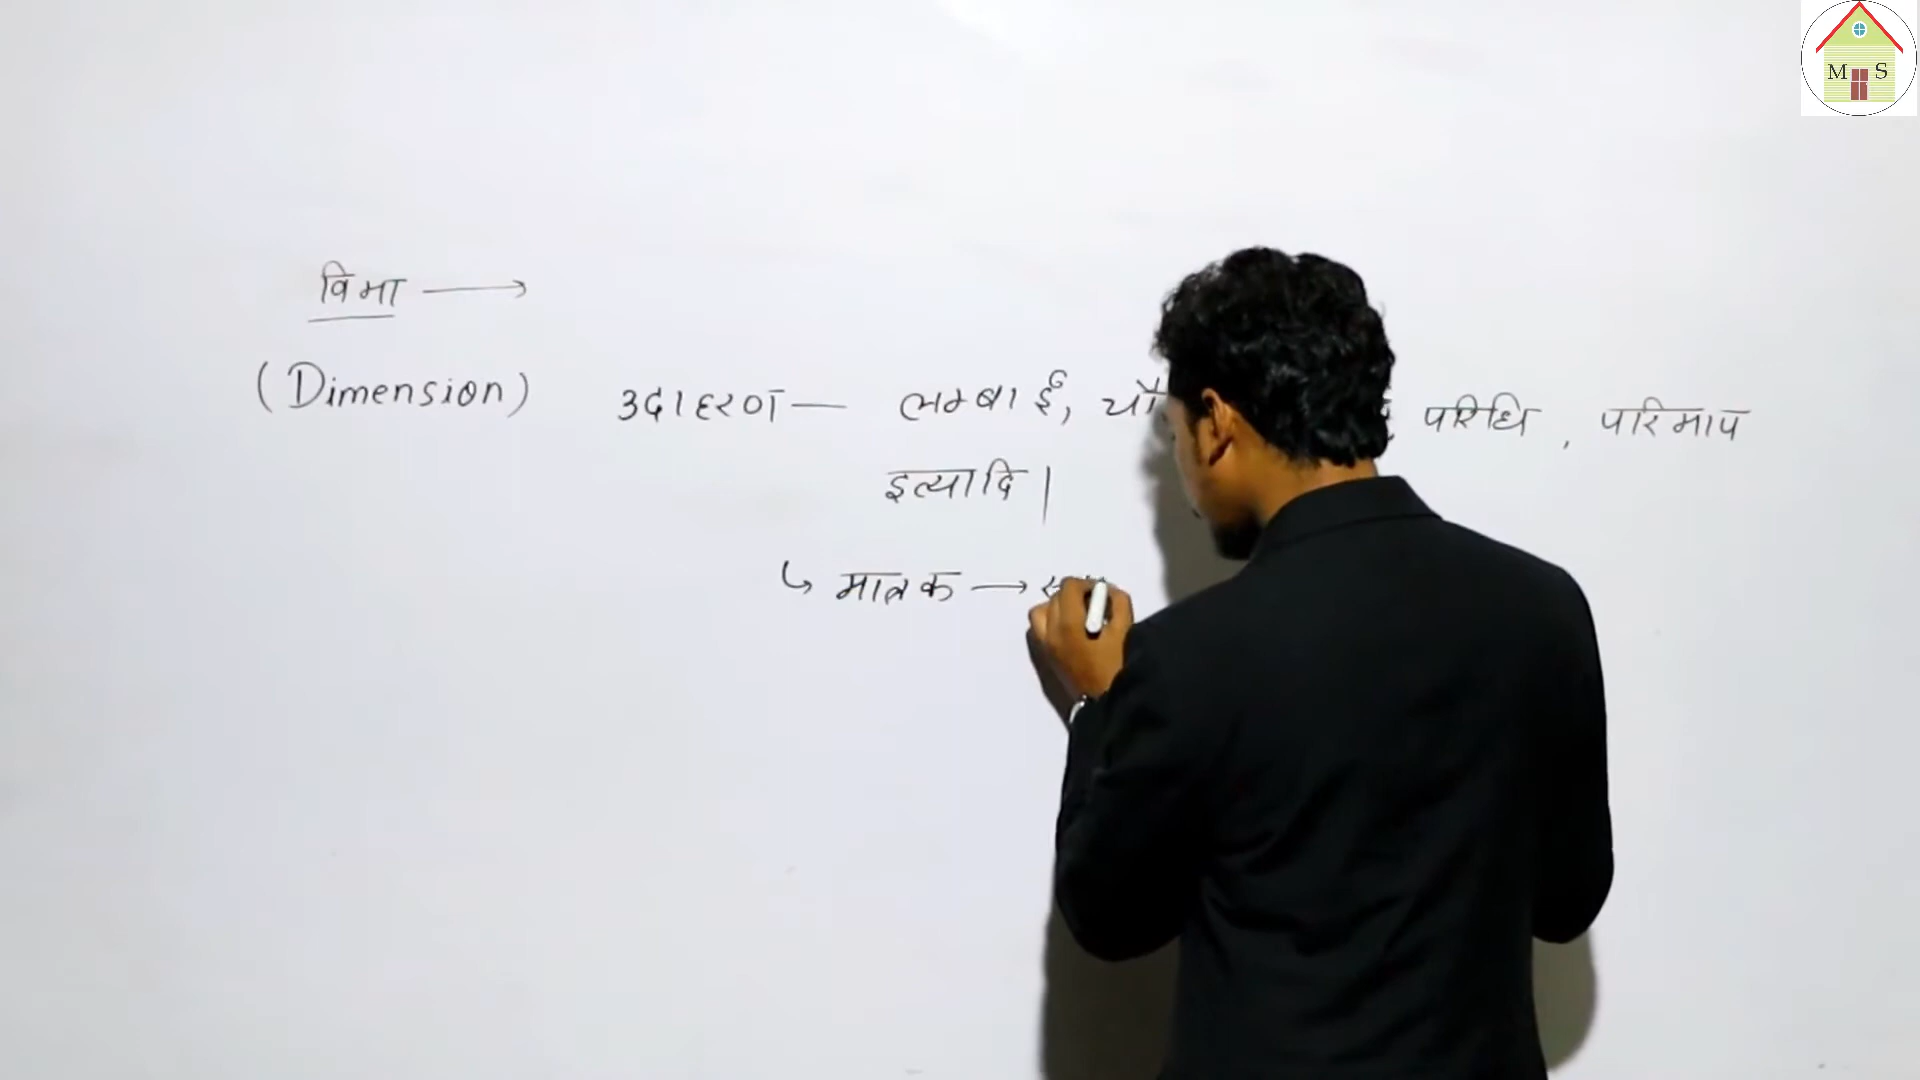 विमा →
(Dimension) उदाहरण — लम्बाई, परिधि, परिमाप
इत्यादि।
↳ मात्रक →
M S